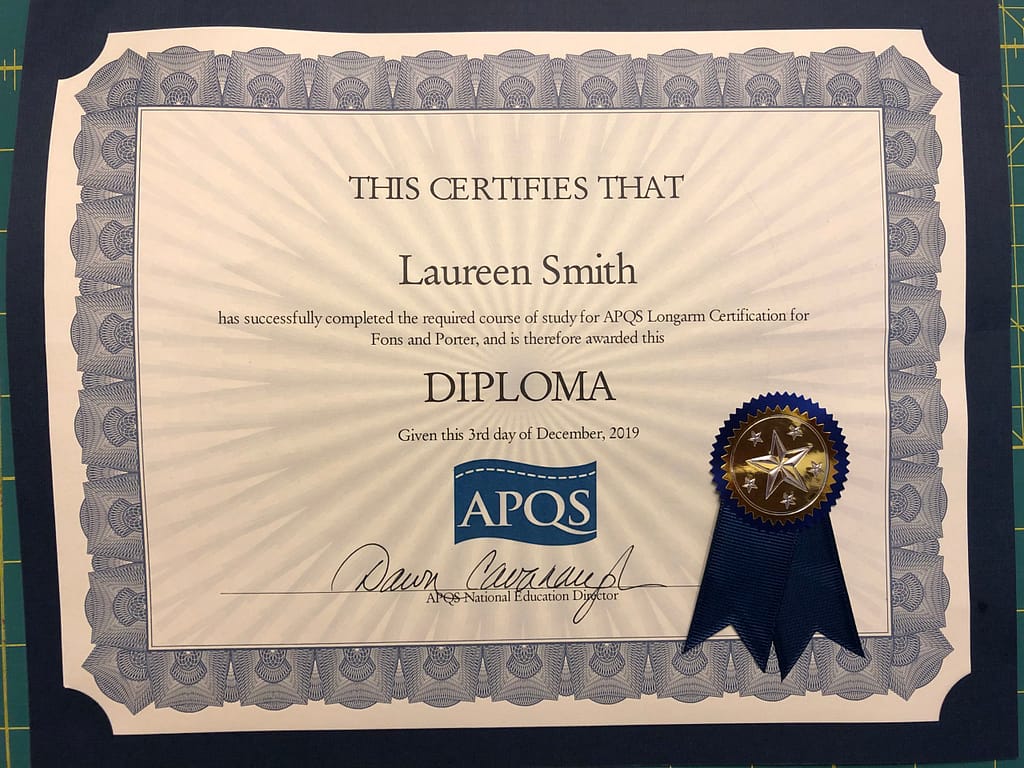 THIS CERTIFIES THAT
Laureen Smith
has successfully completed the required course of study for APQS Longarm Certification for
Fons and Porter, and is therefore awarded this
DIPLOMA
Given this 3rd day of December, 2019
APQS
Dawn Cavanaugh
APQS National Education Director